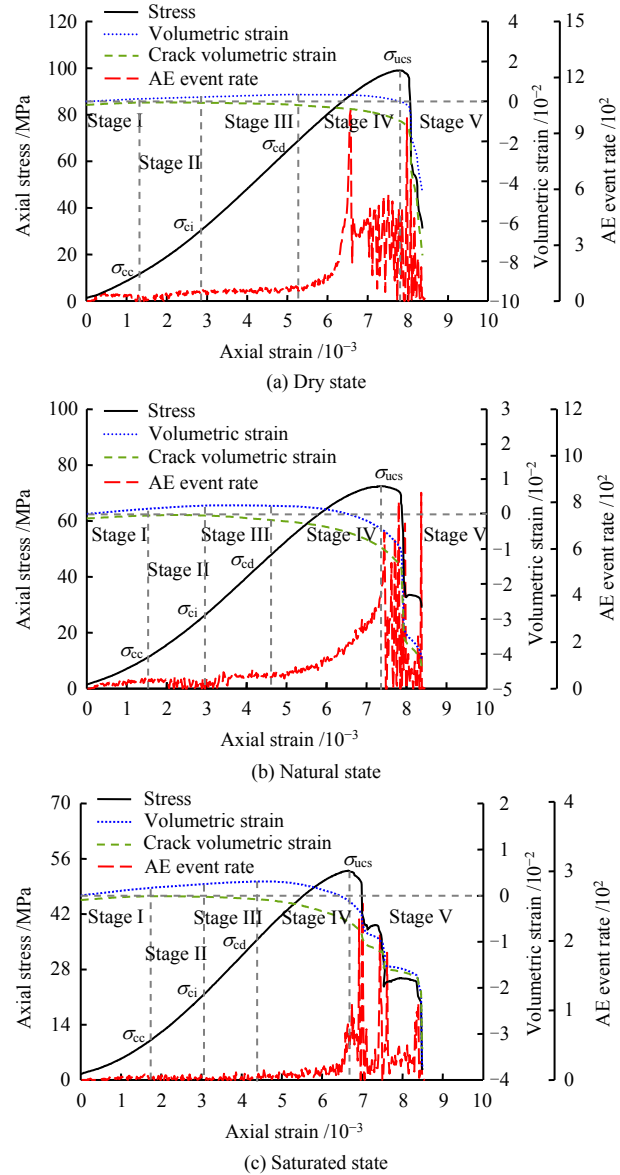 Stress
Volumetric strain
Crack volumetric strain
AE event rate
Axial stress /MPa
120
100
80
60
40
20
0
σucs
Stage I
Stage II
Stage III
Stage IV
Stage V
σcd
σci
σcc
4
2
0
−2
−4
−6
−8
−10
Volumetric strain /10⁻²
15
12
9
6
3
0
AE event rate /10²
0 1 2 3 4 5 6 7 8 9 10
Axial strain /10⁻³
(a) Dry state
Stress
Volumetric strain
Crack volumetric strain
AE event rate
Axial stress /MPa
100
80
60
40
20
0
σucs
Stage I
Stage II
Stage III
Stage IV
Stage V
σcd
σci
σcc
3
2
1
0
−1
−2
−3
−4
−5
Volumetric strain /10⁻²
12
10
8
6
4
2
0
AE event rate /10²
0 1 2 3 4 5 6 7 8 9 10
Axial strain /10⁻³
(b) Natural state
Stress
Volumetric strain
Crack volumetric strain
AE event rate
Axial stress /MPa
70
56
42
28
14
0
σucs
Stage I
Stage II
Stage III
Stage IV
Stage V
σcd
σci
σcc
2
1
0
−1
−2
−3
−4
Volumetric strain /10⁻²
4
3
2
1
0
AE event rate /10²
0 1 2 3 4 5 6 7 8 9 10
Axial strain /10⁻³
(c) Saturated state